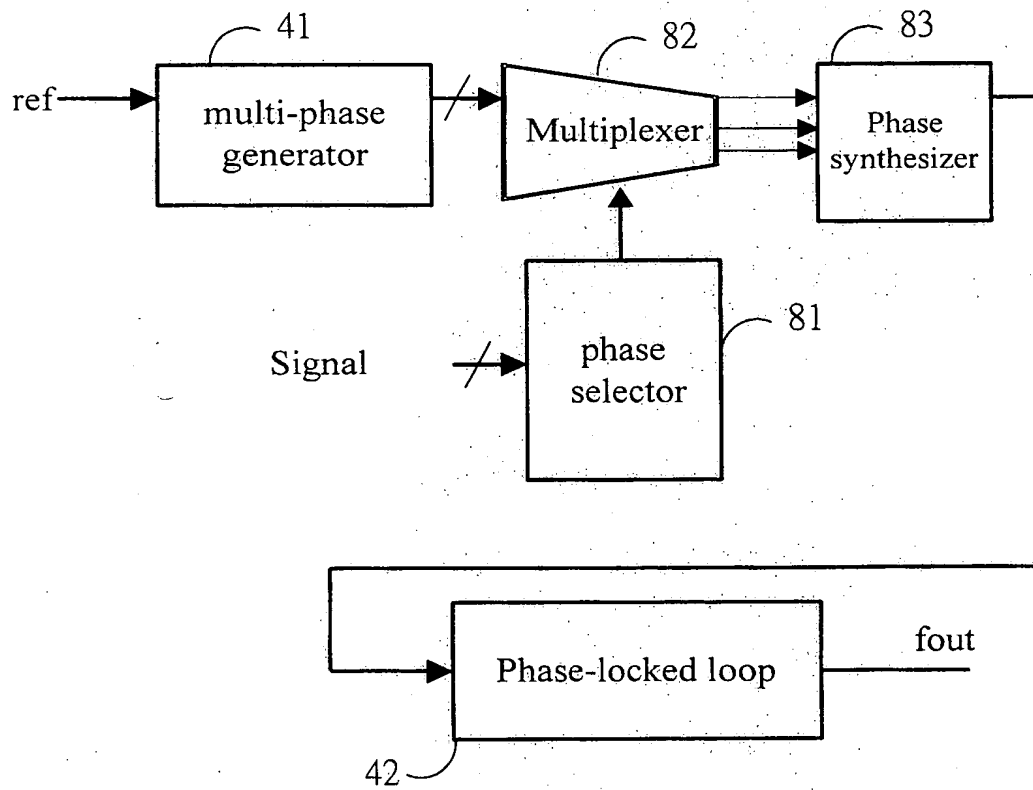 41
82
83
ref
multi-phase
generator
Multiplexer
Phase
synthesizer
81
Signal
phase
selector
fout
Phase-locked loop
42